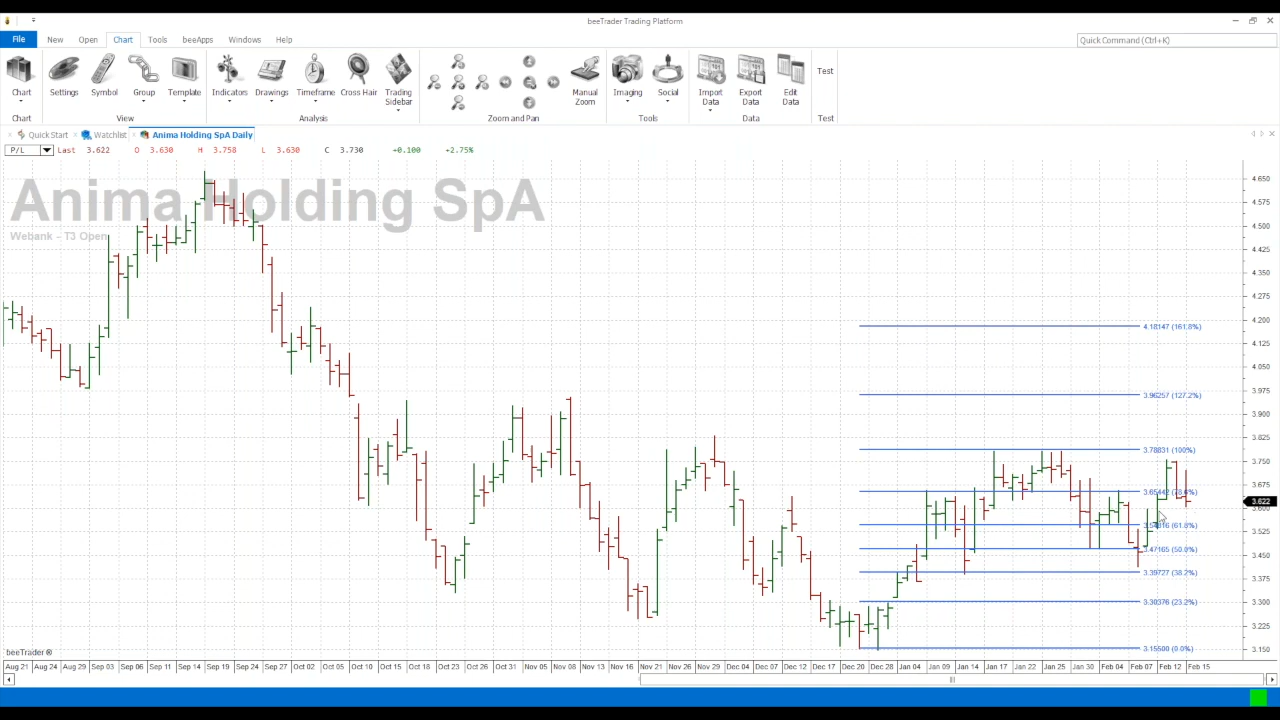 beeTrader Trading Platform
File New Open Chart Tools beeApps Windows Help
Quick Command (Ctrl+K)
Chart Settings Symbol Group Template Indicators Drawings Timeframe Cross Hair Trading Sidebar Manual Zoom Imaging Social Import Data Export Data Edit Data Test
Chart View Analysis Zoom and Pan Tools Data Test
Quick Start Watchlist Anima Holding SpA Daily
P/L Last 3.622 O 3.630 H 3.758 L 3.630 C 3.730 +0.100 +2.75%
Anima Holding SpA
Webank - T3 Open
4.650
4.575
4.500
4.425
4.350
4.275
4.200
4.18147 (161.8%)
4.125
4.050
3.975
3.96257 (127.2%)
3.900
3.825
3.78831 (100%)
3.750
3.675
3.622
3.600
3.450
3.47165 (50.0%)
3.375
3.39727 (38.2%)
3.300
3.30376 (23.2%)
3.225
3.150
3.15500 (0.0%)
beeTrader ®
Aug 21 Aug 24 Aug 29 Sep 03 Sep 06 Sep 11 Sep 14 Sep 19 Sep 24 Sep 27 Oct 02 Oct 05 Oct 10 Oct 15 Oct 18 Oct 23 Oct 26 Oct 31 Nov 05 Nov 08 Nov 13 Nov 16 Nov 21 Nov 26 Nov 29 Dec 04 Dec 07 Dec 12 Dec 17 Dec 20 Dec 28 Jan 04 Jan 09 Jan 14 Jan 17 Jan 22 Jan 25 Jan 30 Feb 04 Feb 07 Feb 12 Feb 15